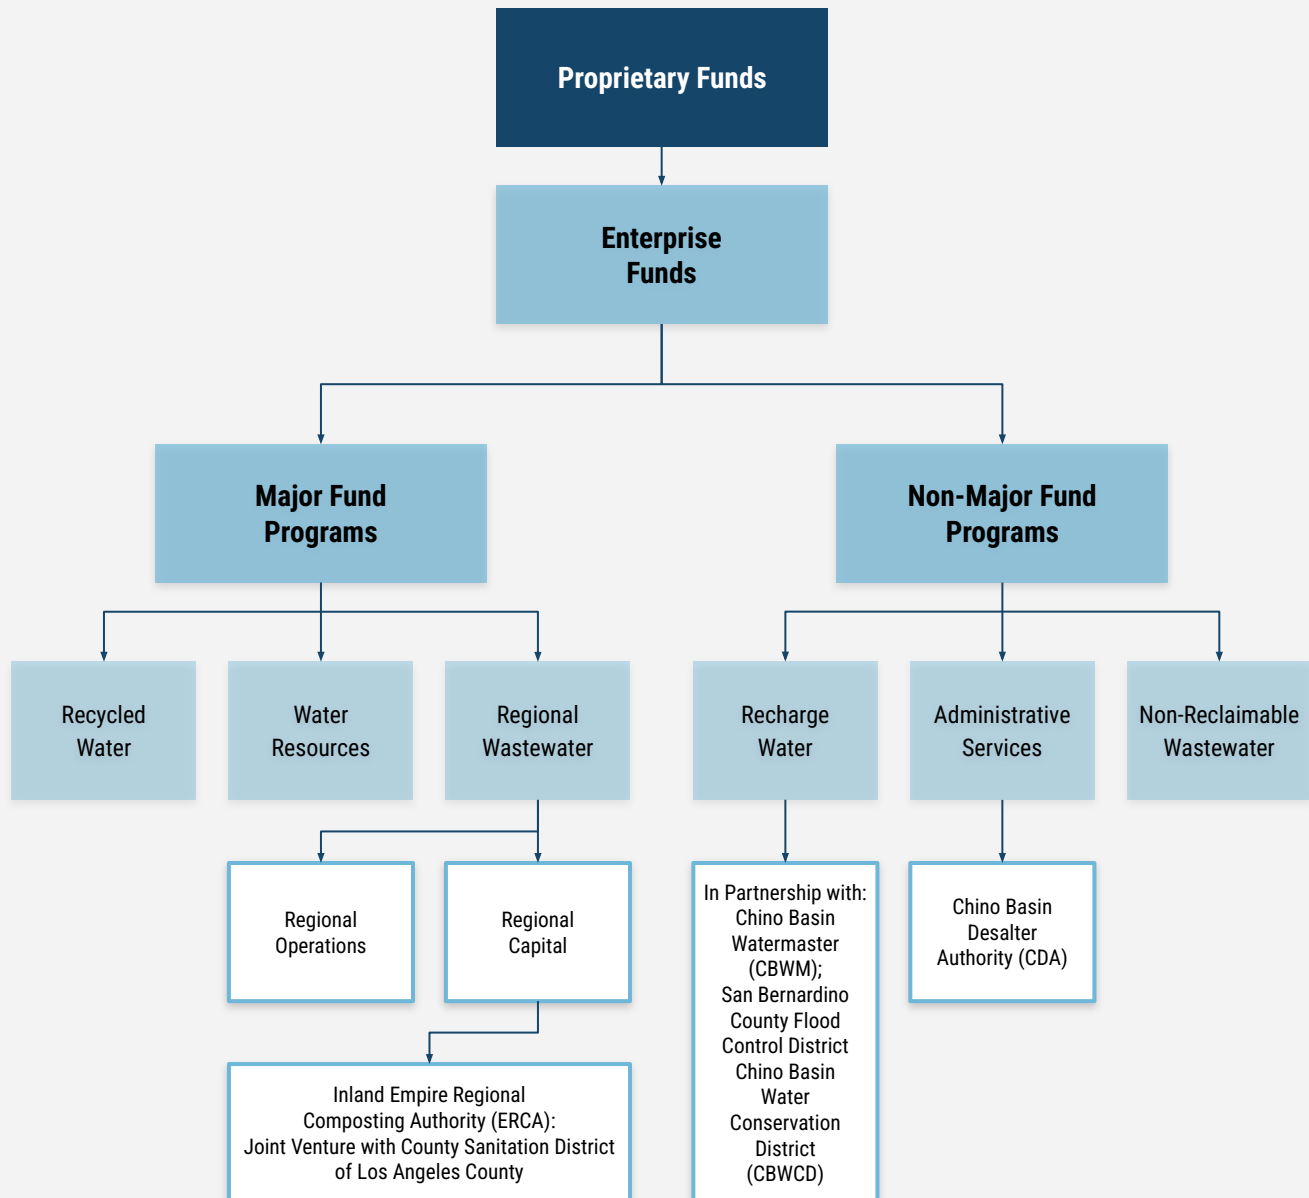 Proprietary Funds
Enterprise
Funds
Major Fund
Programs
Non-Major Fund
Programs
Recycled
Water
Water
Resources
Regional
Wastewater
Recharge
Water
Administrative
Services
Non-Reclaimable
Wastewater
Regional
Operations
Regional
Capital
In Partnership with:
Chino Basin
Watermaster
(CBWM);
San Bernardino
County Flood
Control District
Chino Basin
Water
Conservation
District
(CBWCD)
Chino Basin
Desalter
Authority (CDA)
Inland Empire Regional
Composting Authority (ERCA):
Joint Venture with County Sanitation District
of Los Angeles County